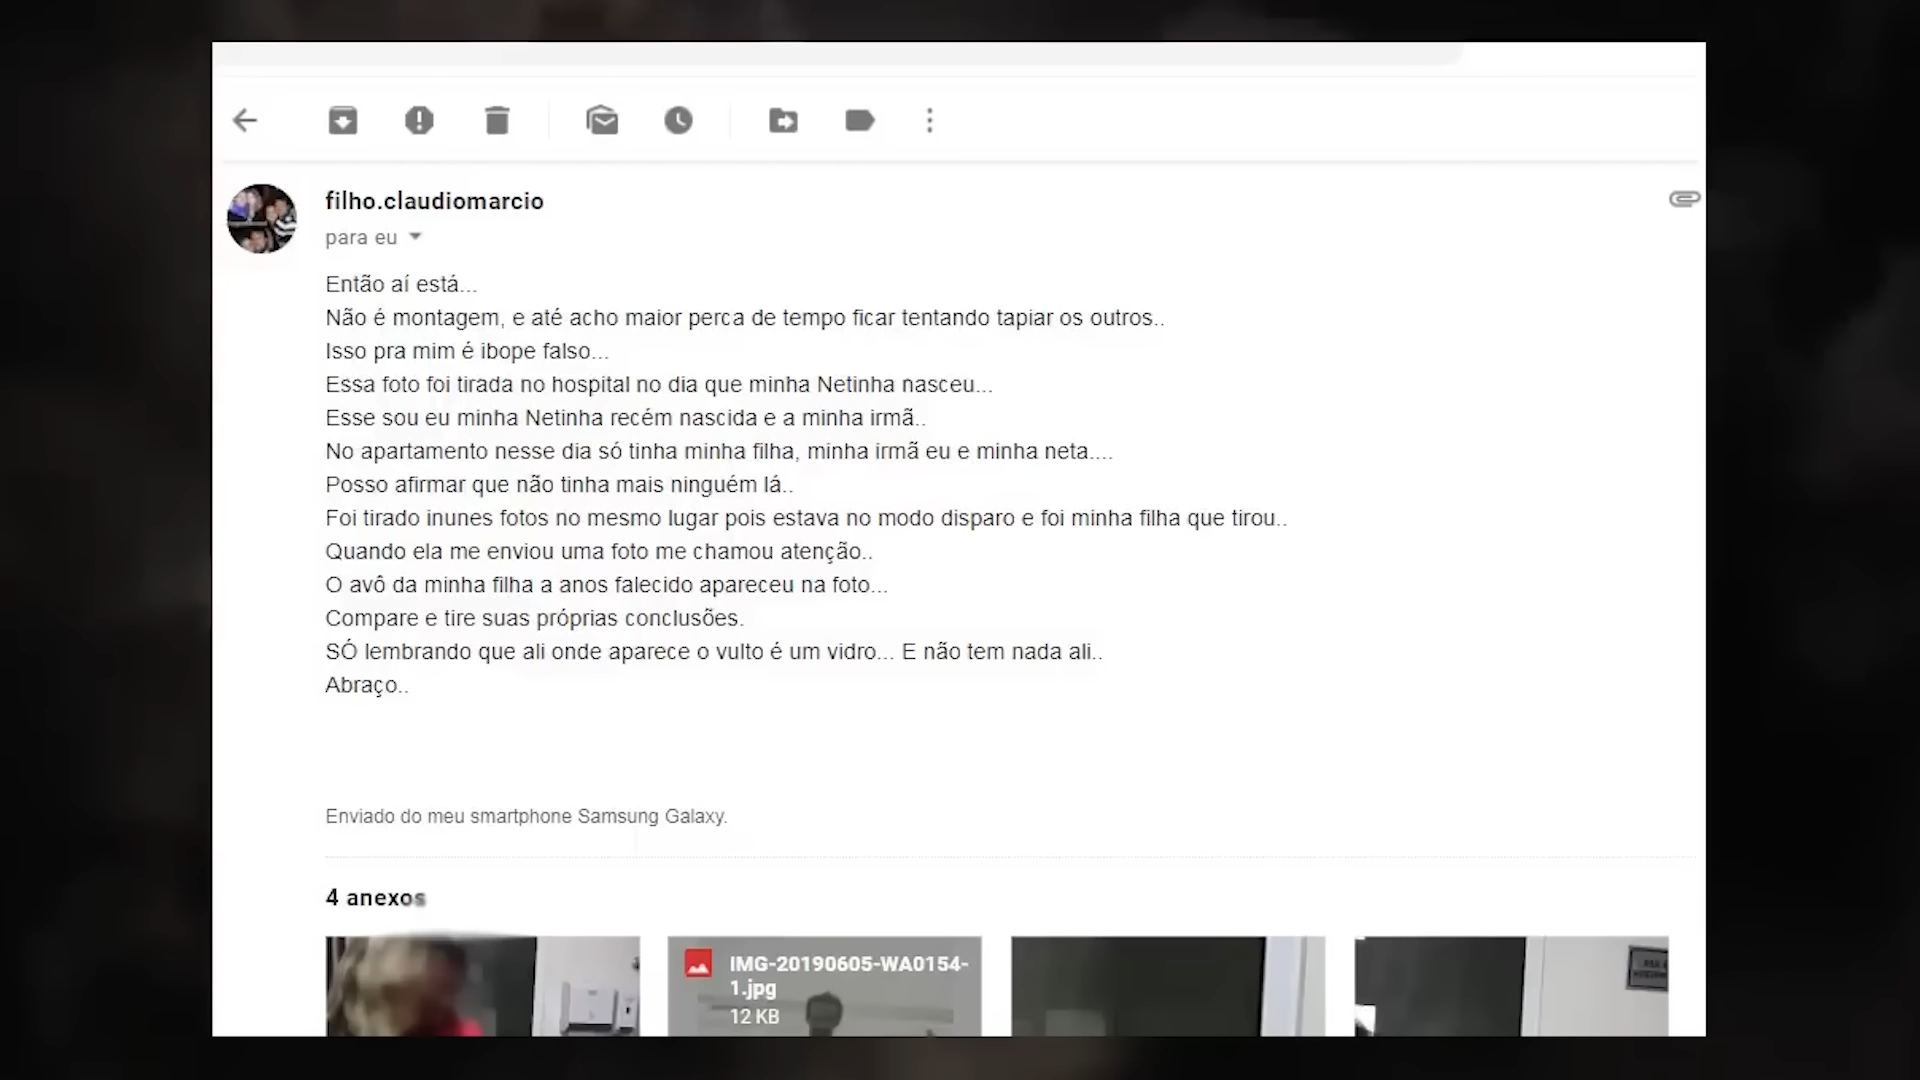 filho.claudiomarcio
para eu
Então aí está...
Não é montagem, e até acho maior perca de tempo ficar tentando tapiar os outros..
Isso pra mim é ibope falso...
Essa foto foi tirada no hospital no dia que minha Netinha nasceu...
Esse sou eu minha Netinha recém nascida e a minha irmã..
No apartamento nesse dia só tinha minha filha, minha irmã eu e minha neta....
Posso afirmar que não tinha mais ninguém lá..
Foi tirado inunes fotos no mesmo lugar pois estava no modo disparo e foi minha filha que tirou..
Quando ela me enviou uma foto me chamou atenção..
O avô da minha filha a anos falecido apareceu na foto...
Compare e tire suas próprias conclusões.
SÓ lembrando que ali onde aparece o vulto é um vidro... E não tem nada ali..
Abraço..
Enviado do meu smartphone Samsung Galaxy.
4 anexos
IMG-20190605-WA0154-
1.jpg
12 KB